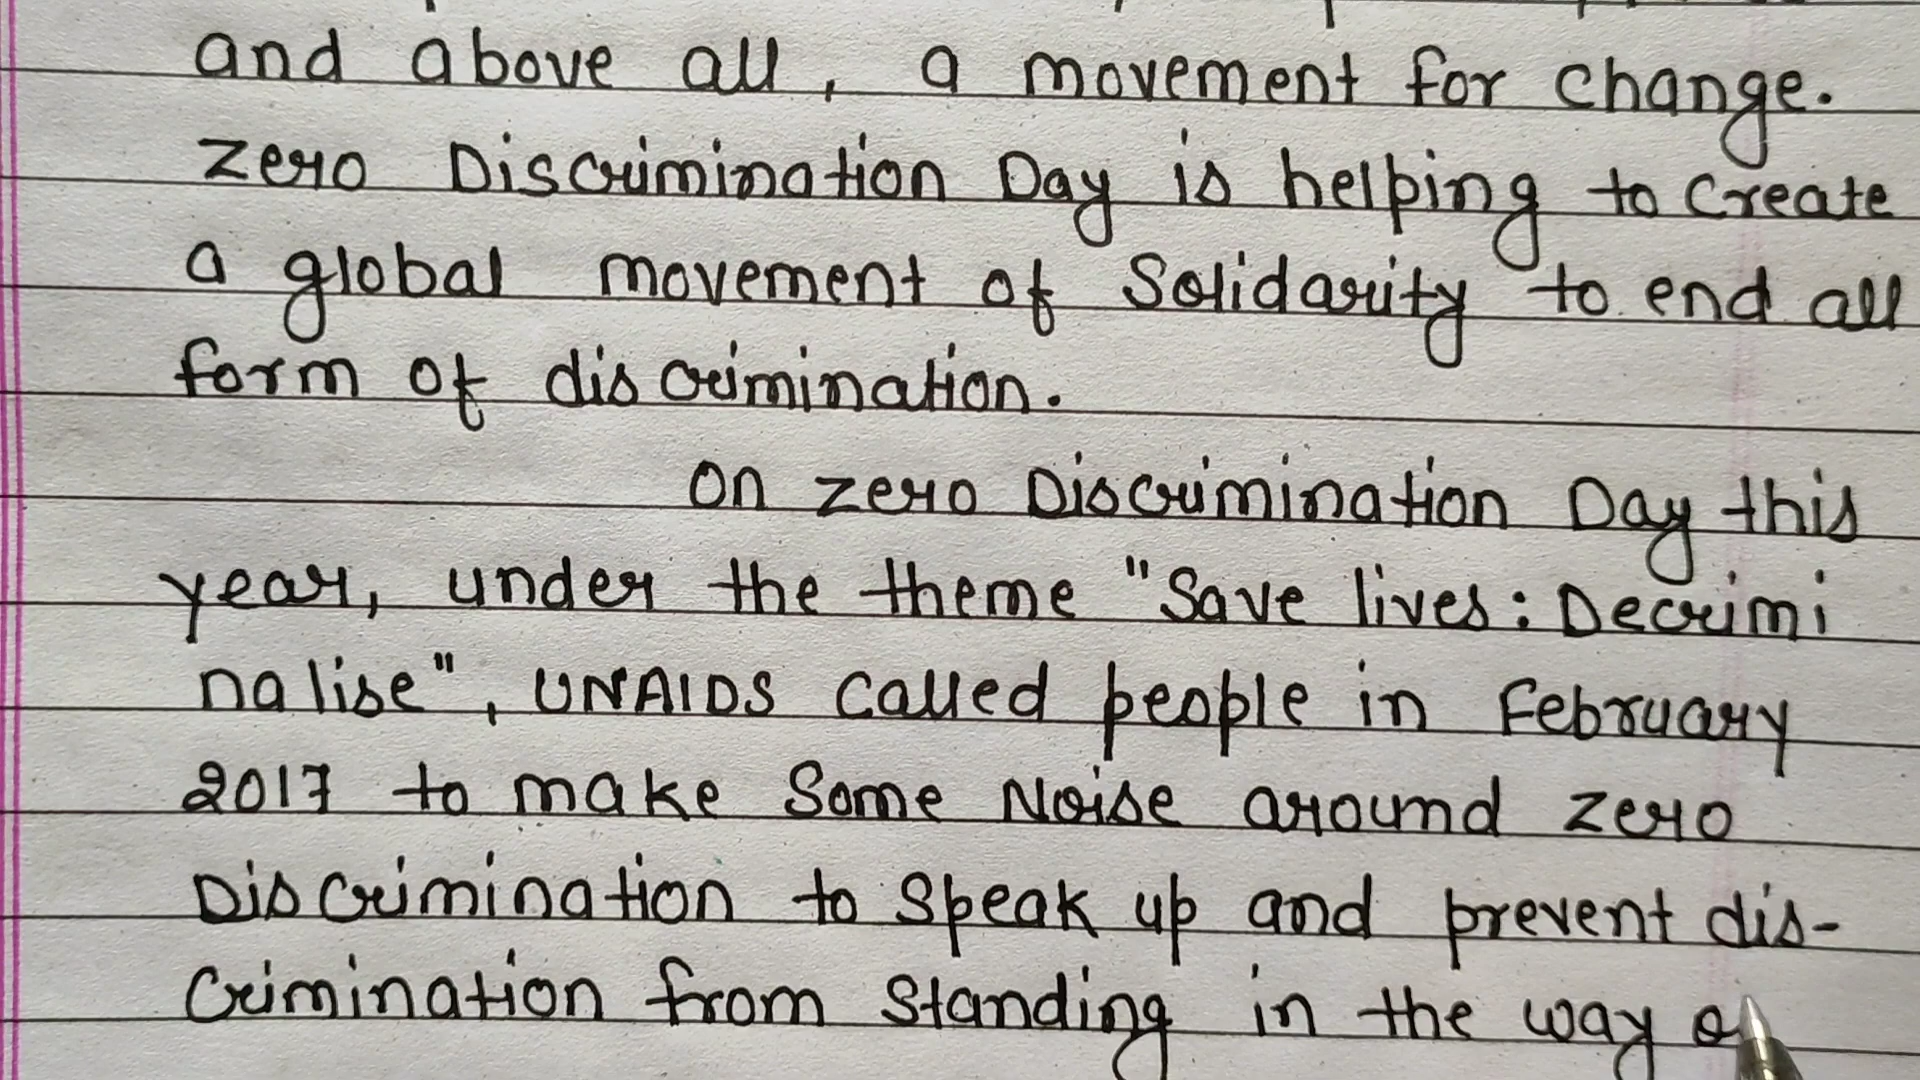 and above all, a movement for change.
Zero Discrimination Day is helping to create
a global movement of Solidarity to end all
form of discrimination.
On Zero Discrimination Day this
year, under the theme "Save lives: Decrimi
nalise", UNAIDS called people in February
2017 to make Some Noise around zero
Discrimination to speak up and prevent dis-
crimination from standing in the way